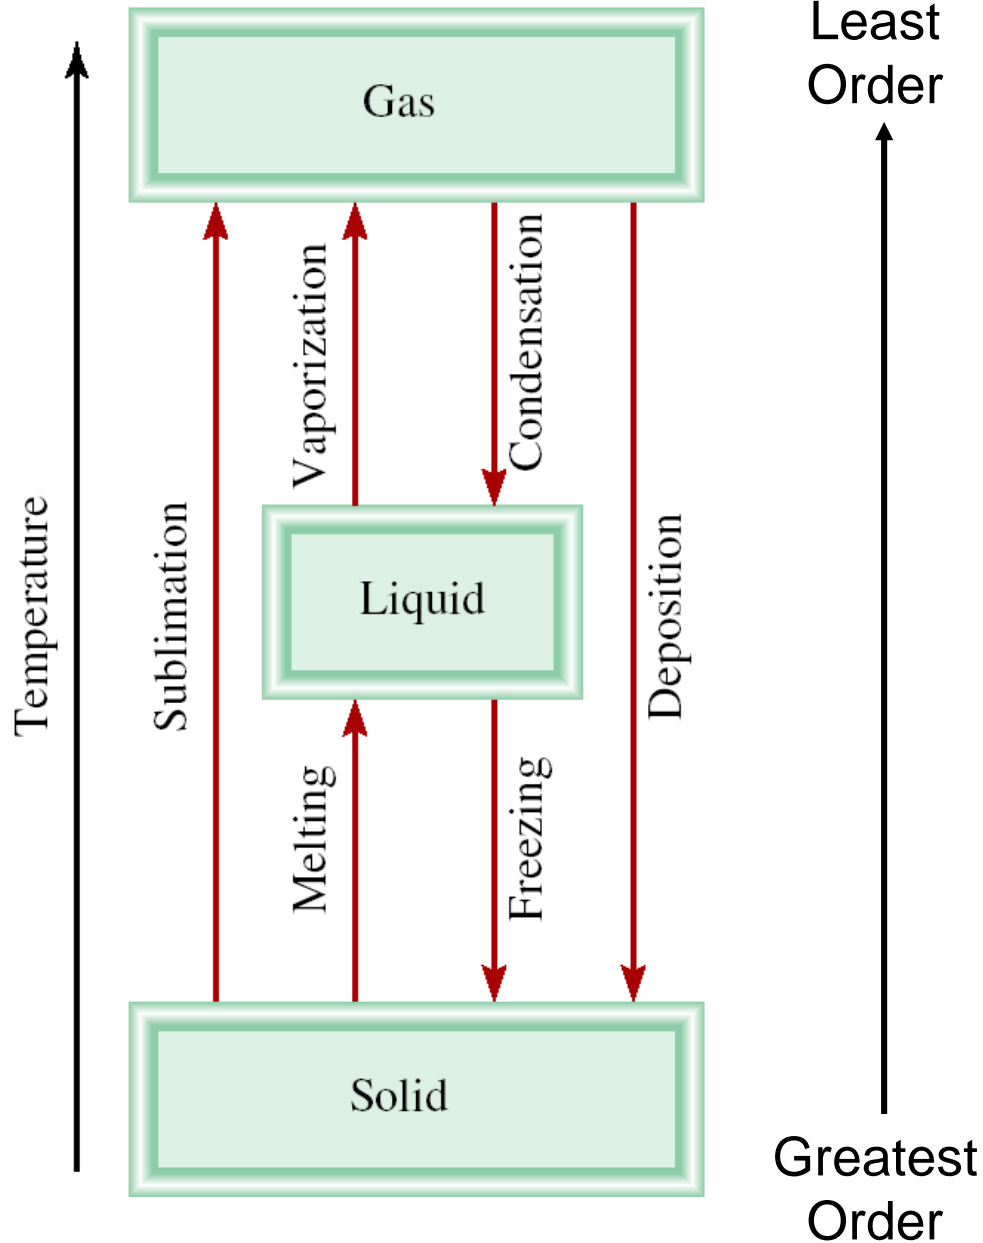 Least
Order
Gas
Vaporization
Condensation
Temperature
Sublimation
Liquid
Deposition
Melting
Freezing
Solid
Greatest
Order